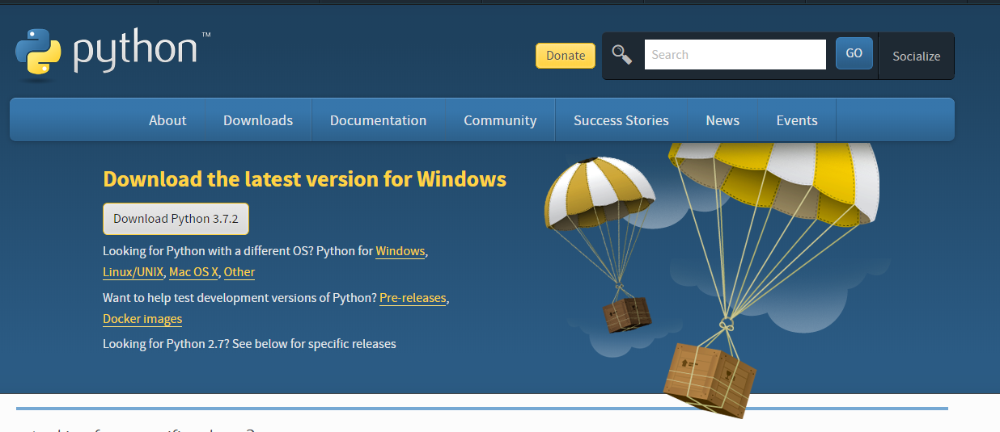 python™
Donate
Search
GO
Socialize
About Downloads Documentation Community Success Stories News Events
Download the latest version for Windows
Download Python 3.7.2
Looking for Python with a different OS? Python for Windows,
Linux/UNIX, Mac OS X, Other
Want to help test development versions of Python? Pre-releases,
Docker images
Looking for Python 2.7? See below for specific releases